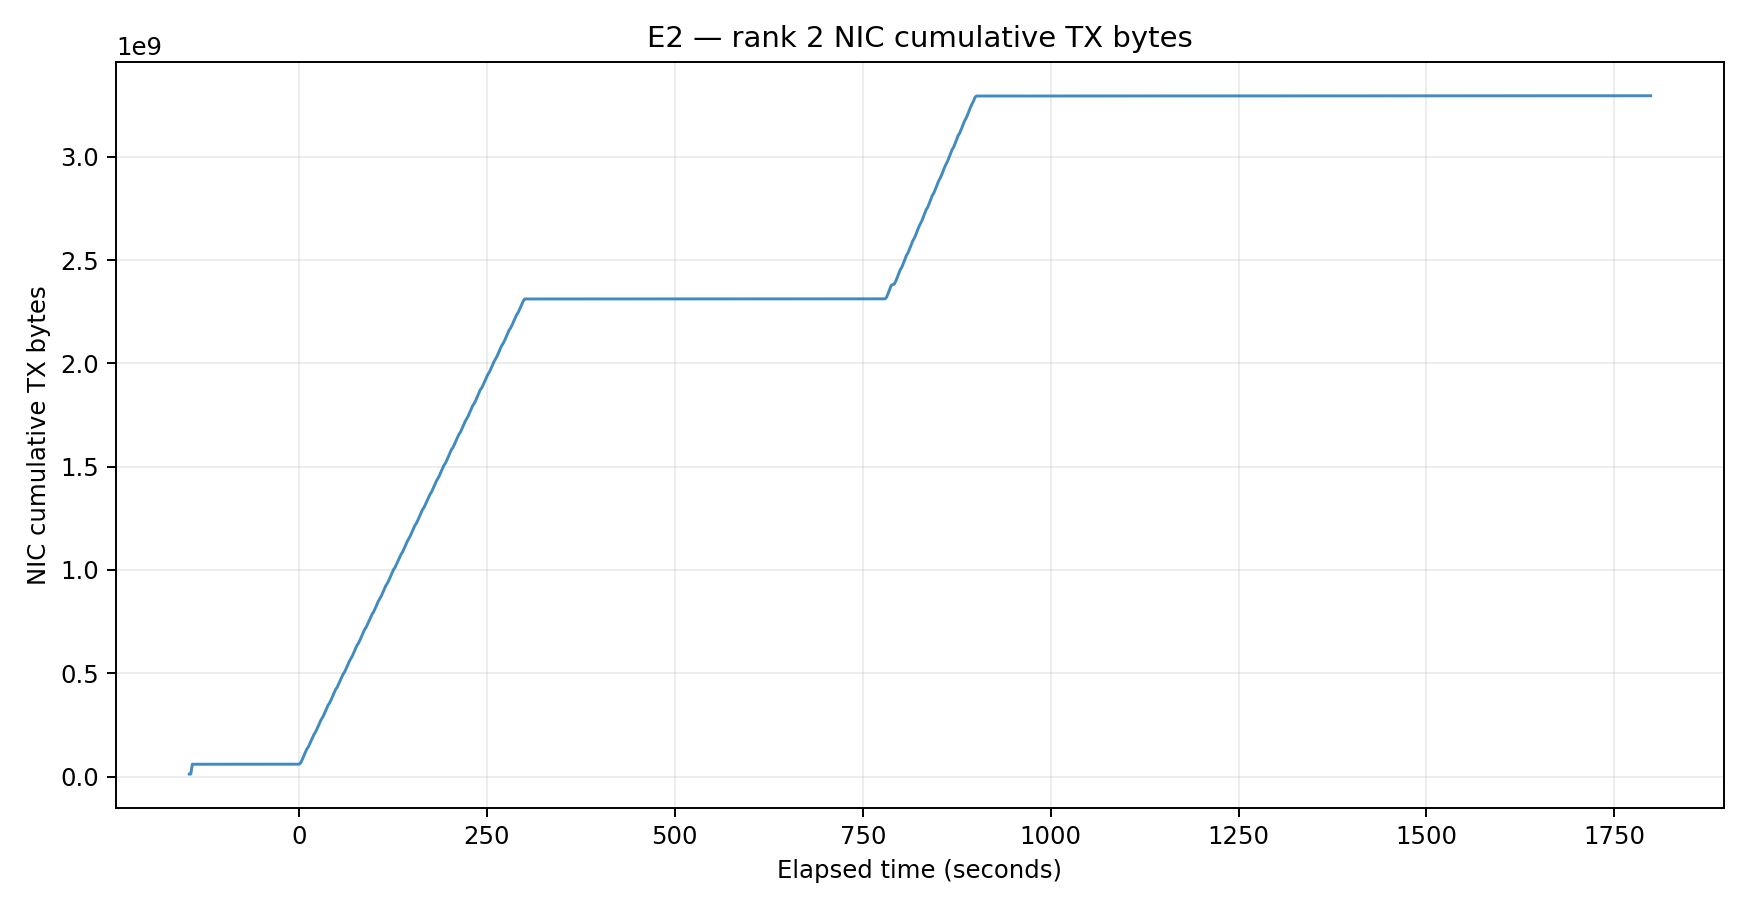 E2 — rank 2 NIC cumulative TX bytes
1e9
NIC cumulative TX bytes
3.0
2.5
2.0
1.5
1.0
0.5
0.0
0 250 500 750 1000 1250 1500 1750
Elapsed time (seconds)